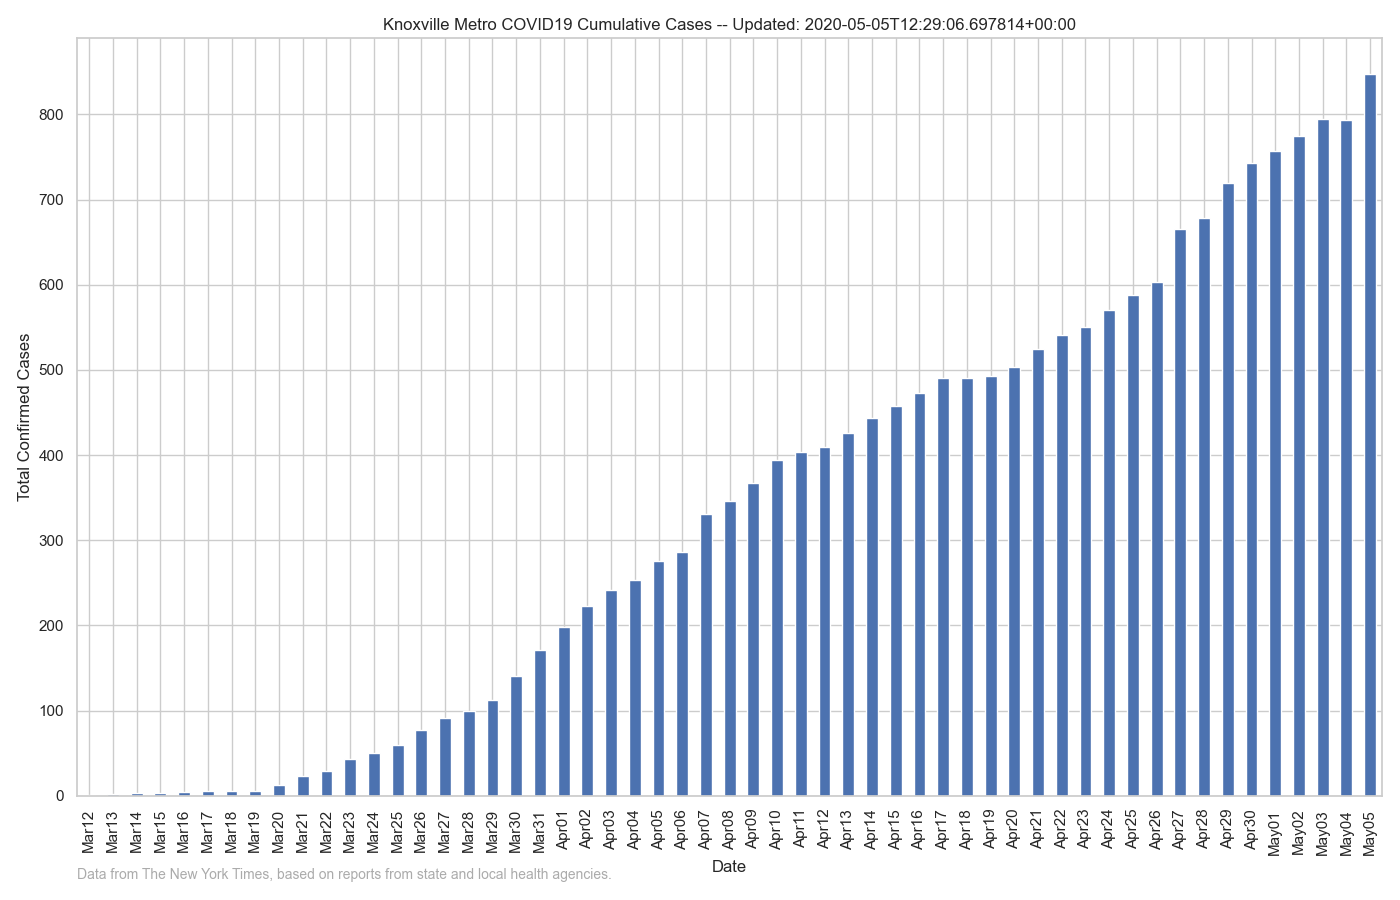 Knoxville Metro COVID19 Cumulative Cases -- Updated: 2020-05-05T12:29:06.697814+00:00
Total Confirmed Cases
800
700
600
500
400
300
200
100
0
Mar12
Mar13
Mar14
Mar15
Mar16
Mar17
Mar18
Mar19
Mar20
Mar21
Mar22
Mar23
Mar24
Mar25
Mar26
Mar27
Mar28
Mar29
Mar30
Mar31
Apr01
Apr02
Apr03
Apr04
Apr05
Apr06
Apr07
Apr08
Apr09
Apr10
Apr11
Apr12
Apr13
Apr14
Apr15
Apr16
Apr17
Apr18
Apr19
Apr20
Apr21
Apr22
Apr23
Apr24
Apr25
Apr26
Apr27
Apr28
Apr29
Apr30
May01
May02
May03
May04
May05
Date
Data from The New York Times, based on reports from state and local health agencies.